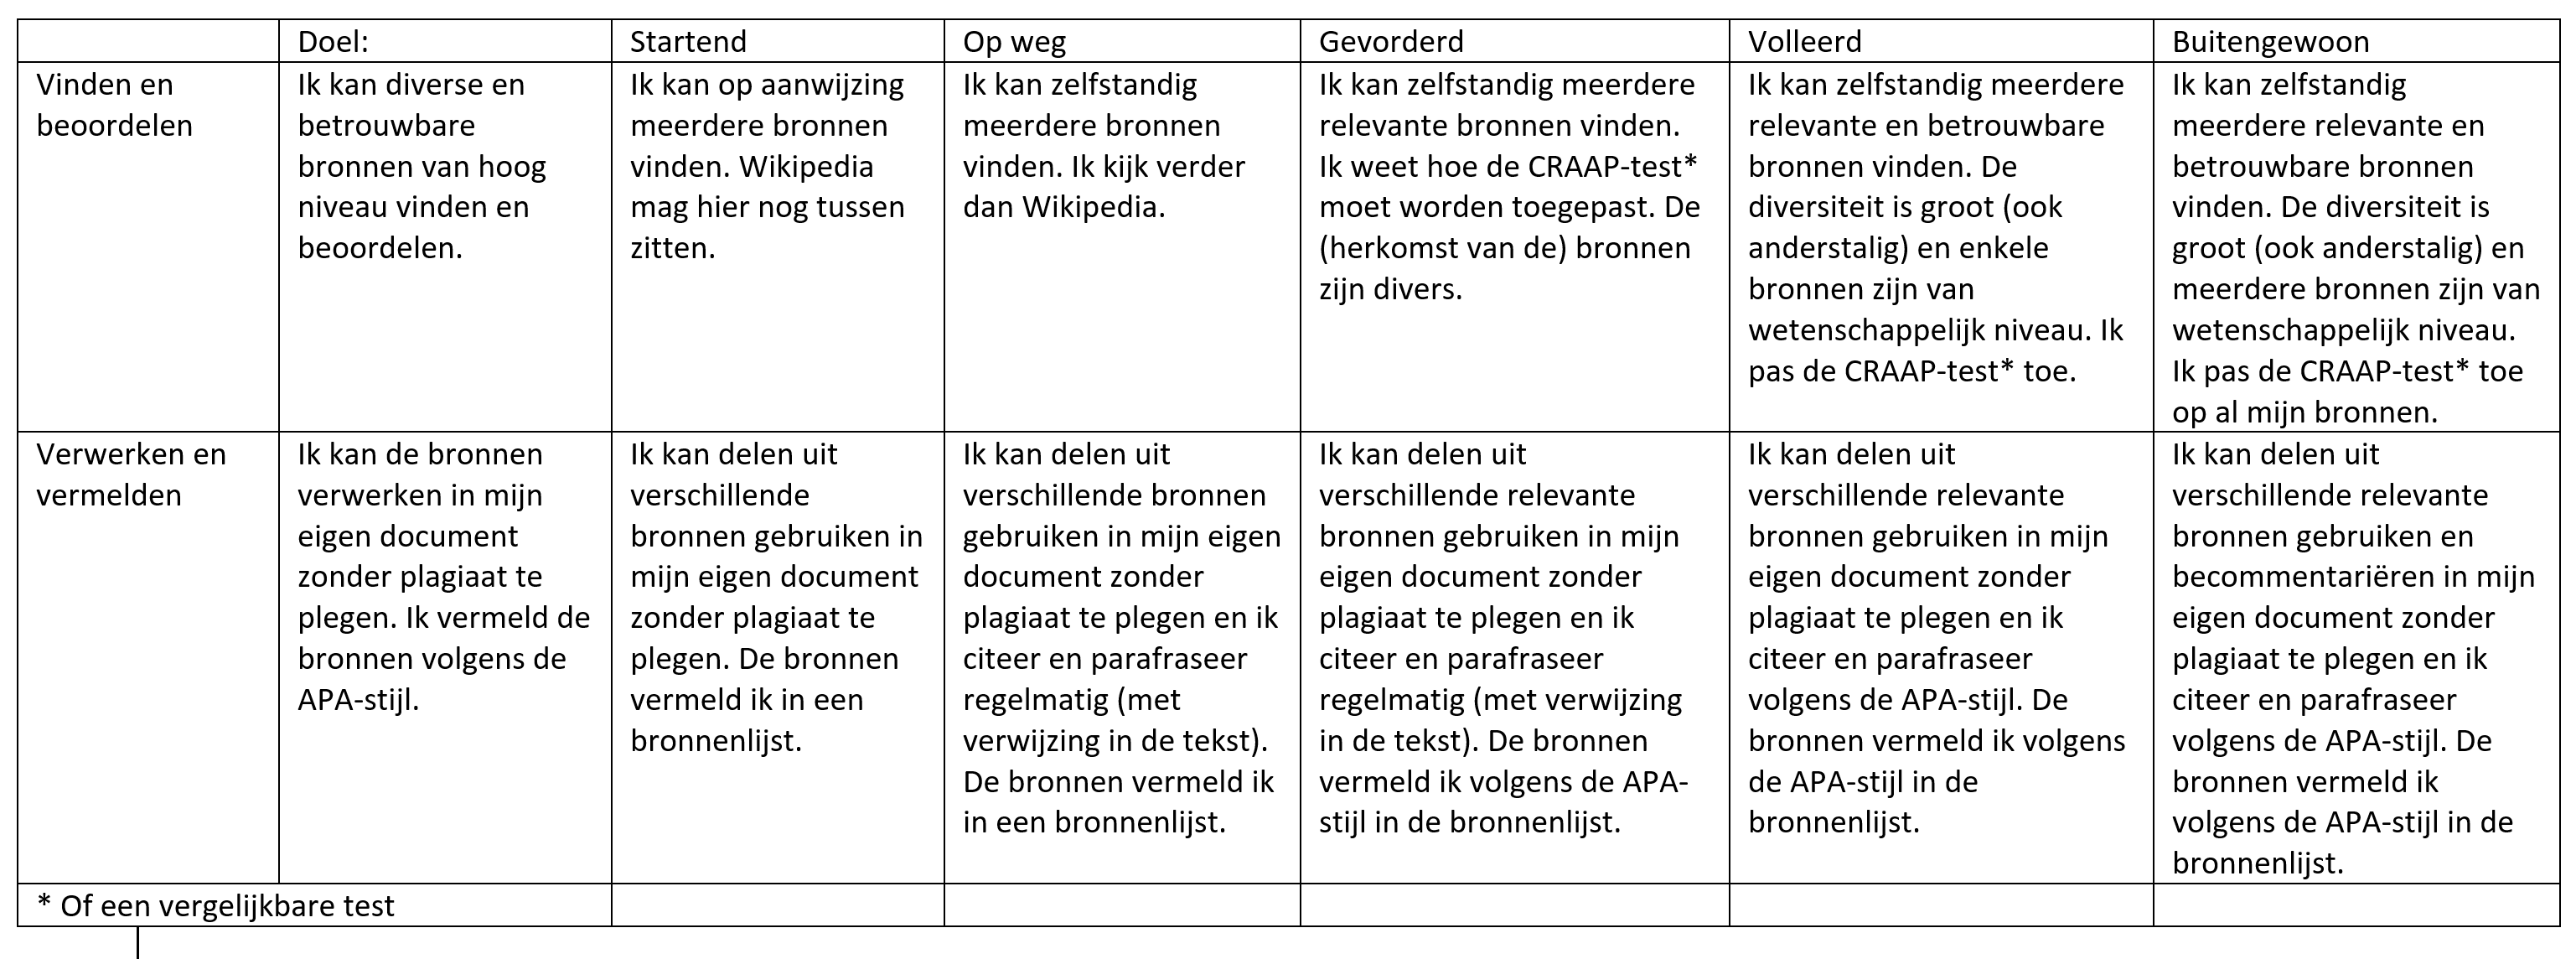 Doel:
Startend
Op weg
Gevorderd
Volleerd
Buitengewoon
Vinden en
beoordelen
Ik kan diverse en
betrouwbare
bronnen van hoog
niveau vinden en
beoordelen.
Ik kan op aanwijzing
meerdere bronnen
vinden. Wikipedia
mag hier nog tussen
zitten.
Ik kan zelfstandig
meerdere bronnen
vinden. Ik kijk verder
dan Wikipedia.
Ik kan zelfstandig meerdere
relevante bronnen vinden.
Ik weet hoe de CRAAP-test*
moet worden toegepast. De
(herkomst van de) bronnen
zijn divers.
Ik kan zelfstandig meerdere
relevante en betrouwbare
bronnen vinden. De
diversiteit is groot (ook
anderstalig) en enkele
bronnen zijn van
wetenschappelijk niveau. Ik
pas de CRAAP-test* toe.
Ik kan zelfstandig
meerdere relevante en
betrouwbare bronnen
vinden. De diversiteit is
groot (ook anderstalig) en
meerdere bronnen zijn van
wetenschappelijk niveau.
Ik pas de CRAAP-test* toe
op al mijn bronnen.
Verwerken en
vermelden
Ik kan de bronnen
verwerken in mijn
eigen document
zonder plagiaat te
plegen. Ik vermeld de
bronnen volgens de
APA-stijl.
Ik kan delen uit
verschillende
bronnen gebruiken in
mijn eigen document
zonder plagiaat te
plegen. De bronnen
vermeld ik in een
bronnenlijst.
Ik kan delen uit
verschillende bronnen
gebruiken in mijn eigen
document zonder
plagiaat te plegen en ik
citeer en parafraseer
regelmatig (met
verwijzing in de tekst).
De bronnen vermeld ik
in een bronnenlijst.
Ik kan delen uit
verschillende relevante
bronnen gebruiken in mijn
eigen document zonder
plagiaat te plegen en ik
citeer en parafraseer
regelmatig (met verwijzing
in de tekst). De bronnen
vermeld ik volgens de APA-
stijl in de bronnenlijst.
Ik kan delen uit
verschillende relevante
bronnen gebruiken in mijn
eigen document zonder
plagiaat te plegen en ik
citeer en parafraseer
volgens de APA-stijl. De
bronnen vermeld ik volgens
de APA-stijl in de
bronnenlijst.
Ik kan delen uit
verschillende relevante
bronnen gebruiken en
becommentariëren in mijn
eigen document zonder
plagiaat te plegen en ik
citeer en parafraseer
volgens de APA-stijl. De
bronnen vermeld ik
volgens de APA-stijl in de
bronnenlijst.
* Of een vergelijkbare test